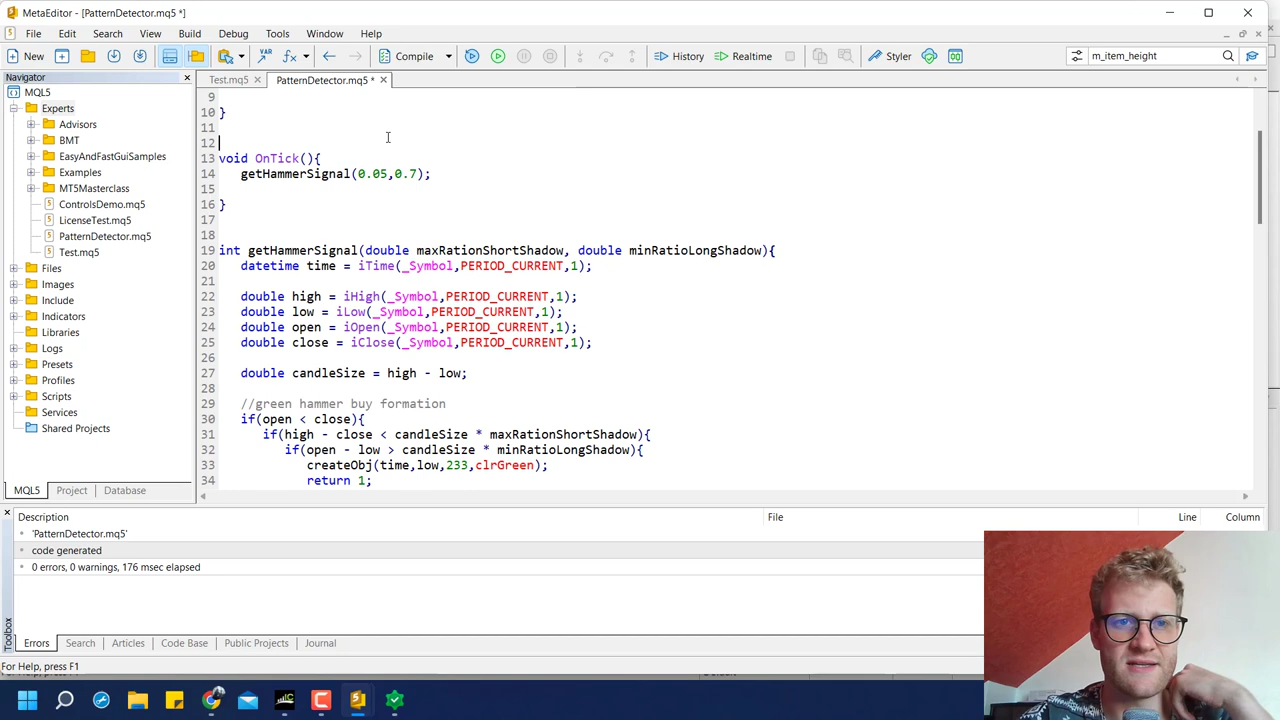 MetaEditor - [PatternDetector.mq5 *]
File Edit Search View Debug Tools Window Help
New Compile History Realtime Styler m_item_height
Navigator
MQL5
Experts
Advisors
BMT
EasyAndFastGuiSamples
Examples
MT5Masterclass
ControlsDemo.mq5
LicenseTest.mq5
PatternDetector.mq5
Test.mq5
Files
Images
Include
Indicators
Libraries
Logs
Presets
Profiles
Scripts
Services
Shared Projects
MQL5 Project Database
Test.mq5 PatternDetector.mq5 *
9
10 }
11
12
13 void OnTick(){
14 getHammerSignal(0.05,0.7);
15
16 }
17
18
19 int getHammerSignal(double maxRationShortShadow, double minRatioLongShadow){
20 datetime time = iTime(_Symbol,PERIOD_CURRENT,1);
21
22 double high = iHigh(_Symbol,PERIOD_CURRENT,1);
23 double low = iLow(_Symbol,PERIOD_CURRENT,1);
24 double open = iOpen(_Symbol,PERIOD_CURRENT,1);
25 double close = iClose(_Symbol,PERIOD_CURRENT,1);
26
27 double candleSize = high - low;
28
29 //green hammer buy formation
30 if(open < close){
31 if(high - close < candleSize * maxRationShortShadow){
32 if(open - low > candleSize * minRatioLongShadow){
33 createObj(time,low,233,clrGreen);
34 return 1;
Description File Line Column
'PatternDetector.mq5'
code generated
0 errors, 0 warnings, 176 msec elapsed
Toolbox
Errors Search Articles Code Base Public Projects Journal
For Help, press F1